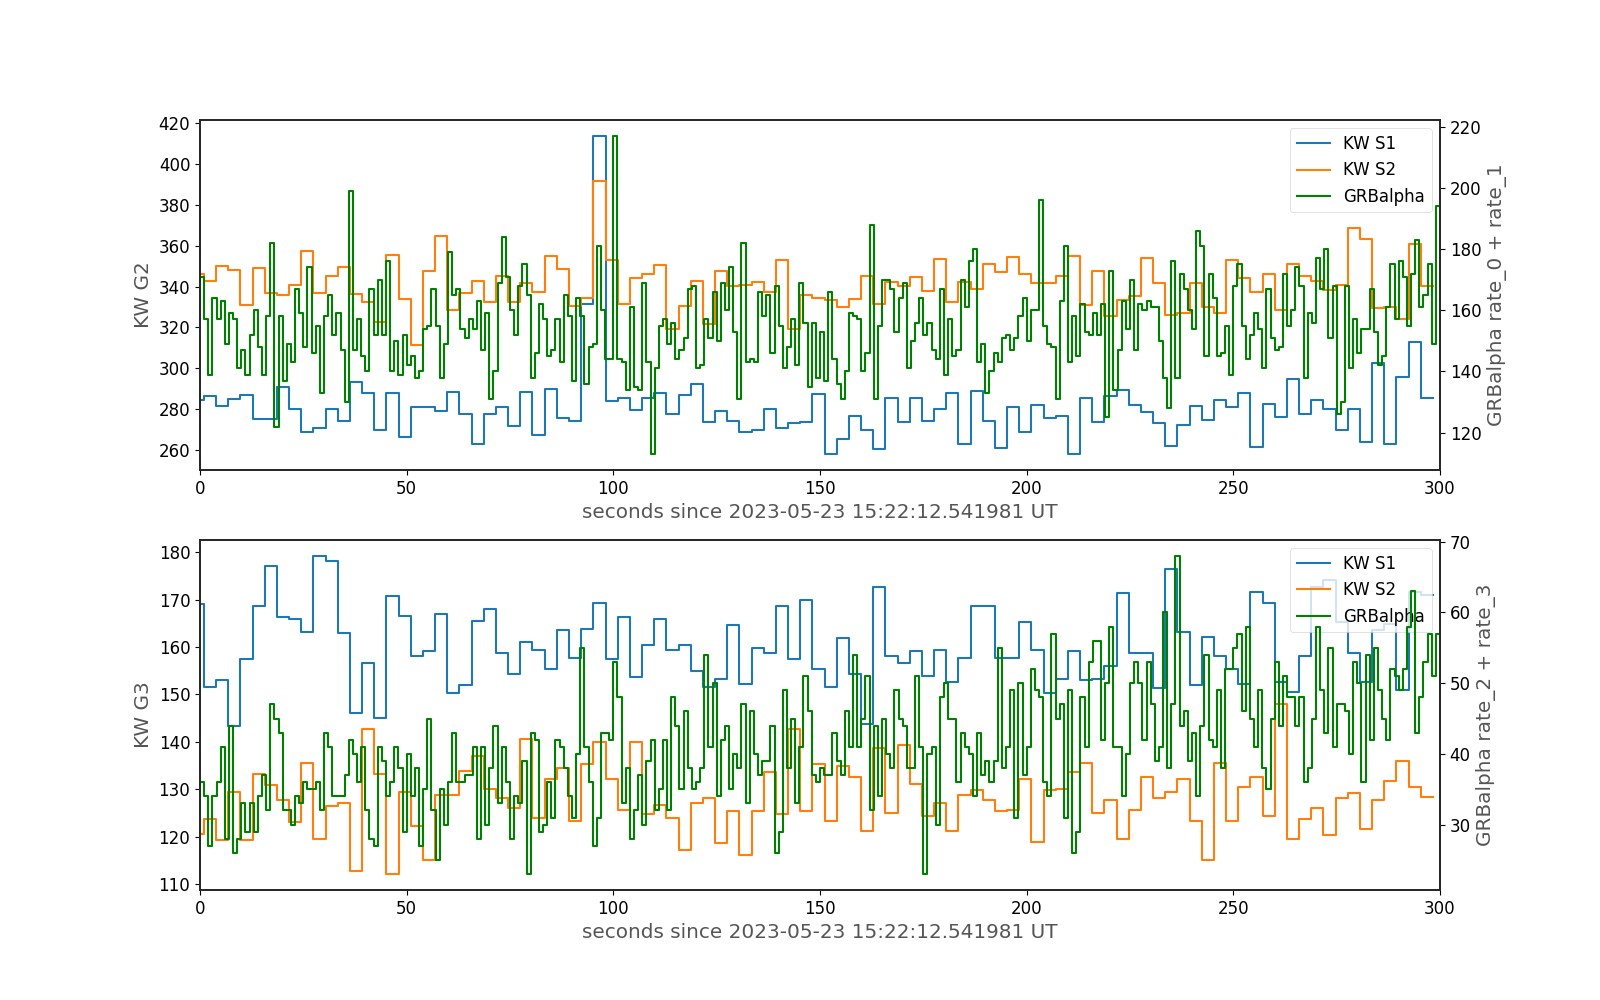 420
400
380
360
340
320
300
280
260
KW G2
220
200
180
160
140
120
GRBalpha rate_0 + rate_1
KW S1
KW S2
GRBalpha
0 50 100 150 200 250 300
seconds since 2023-05-23 15:22:12.541981 UT
180
170
160
150
140
130
120
110
KW G3
70
60
50
40
30
GRBalpha rate_2 + rate_3
KW S1
KW S2
GRBalpha
0 50 100 150 200 250 300
seconds since 2023-05-23 15:22:12.541981 UT